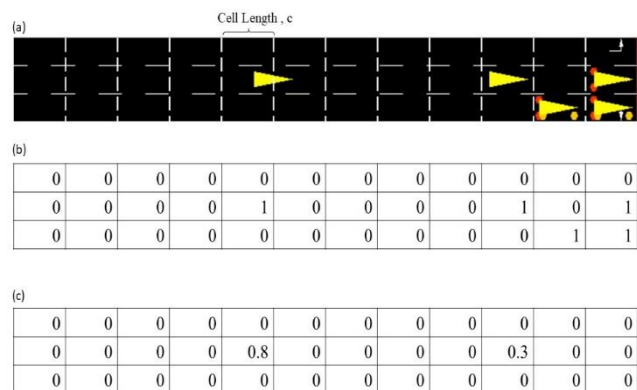 Cell Length , c
(a)
(b)
0 0 0 0 0 0 0 0 0 0 0 0
0 0 0 0 1 0 0 0 0 1 0 1
0 0 0 0 0 0 0 0 0 0 1 1
(c)
0 0 0 0 0 0 0 0 0 0 0 0
0 0 0 0 0.8 0 0 0 0 0.3 0 0
0 0 0 0 0 0 0 0 0 0 0 0